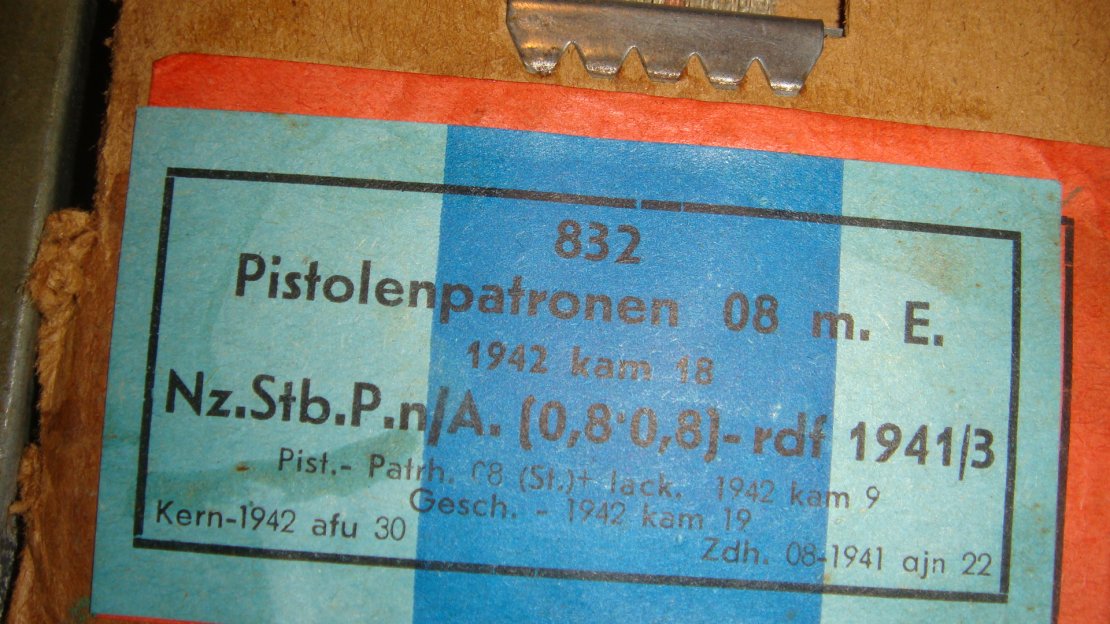 832
Pistolenpatronen 08 m. E.
1942 kam 18
Nz.Stb.P.n/A. (0,8·0,8)-rdf 1941/3
Pist.- Patrh. 08 (St.)+ lack. 1942 kam 9
Gesch. - 1942 kam 19
Kern-1942 afu 30
Zdh. 08-1941 ajn 22